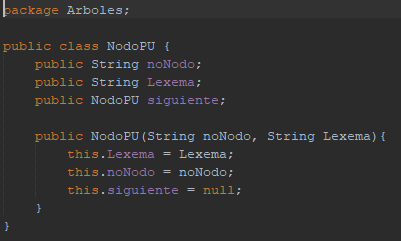 package Arboles;
public class NodoPU {
public String noNodo;
public String Lexema;
public NodoPU siguiente;
public NodoPU(String noNodo, String Lexema){
this.Lexema = Lexema;
this.noNodo = noNodo;
this.siguiente = null;
}
}